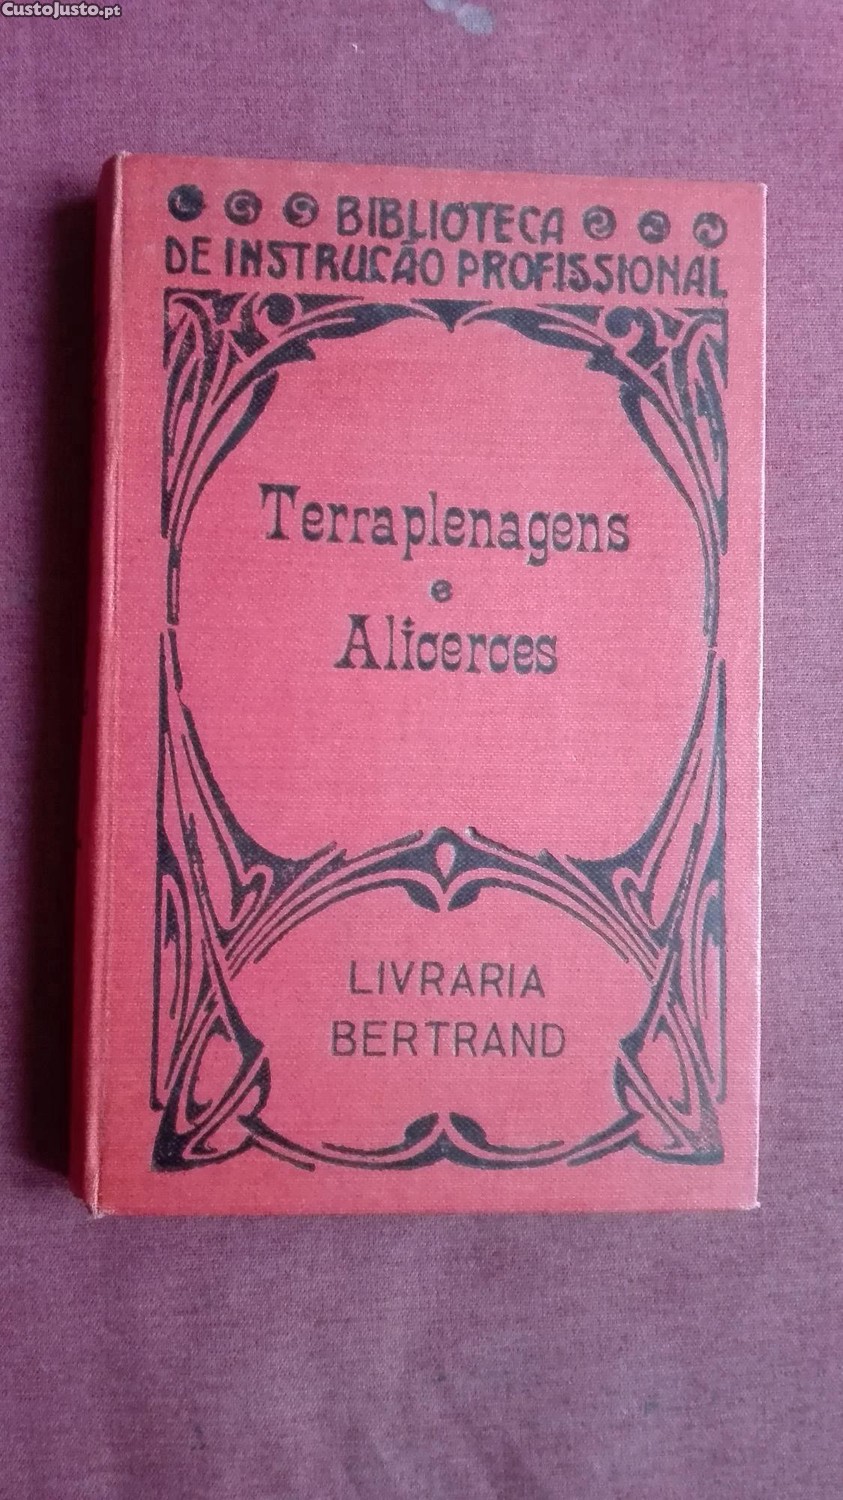 CustoJusto.pt
BIBLIOTECA
DE INSTRUÇÃO PROFISSIONAL
Terraplenagens
e
Alicerces
LIVRARIA
BERTRAND